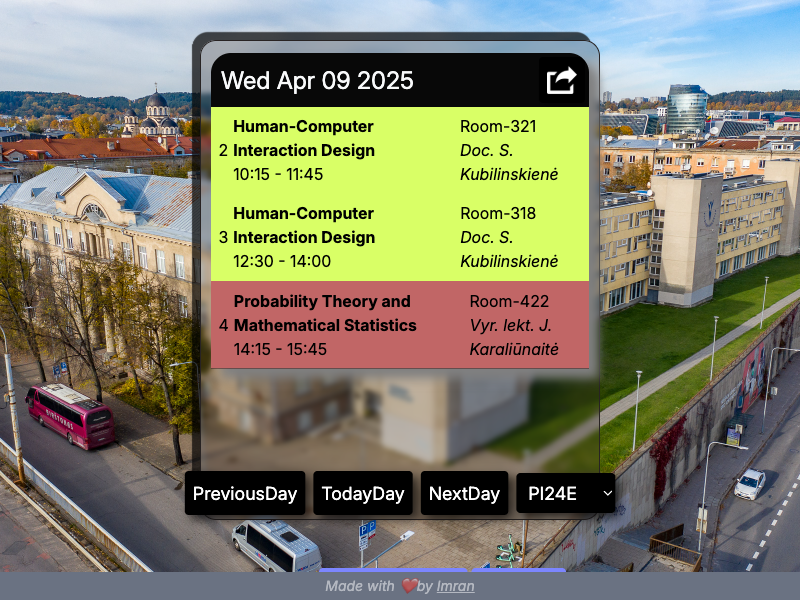 Wed Apr 09 2025
Human-Computer
2 Interaction Design
10:15 - 11:45
Room-321
Doc. S.
Kubilinskienė
Human-Computer
3 Interaction Design
12:30 - 14:00
Room-318
Doc. S.
Kubilinskienė
Probability Theory and
4 Mathematical Statistics
14:15 - 15:45
Room-422
Vyr. lekt. J.
Karaliūnaitė
PreviousDay
TodayDay
NextDay
PI24E
Made with ❤️by Imran